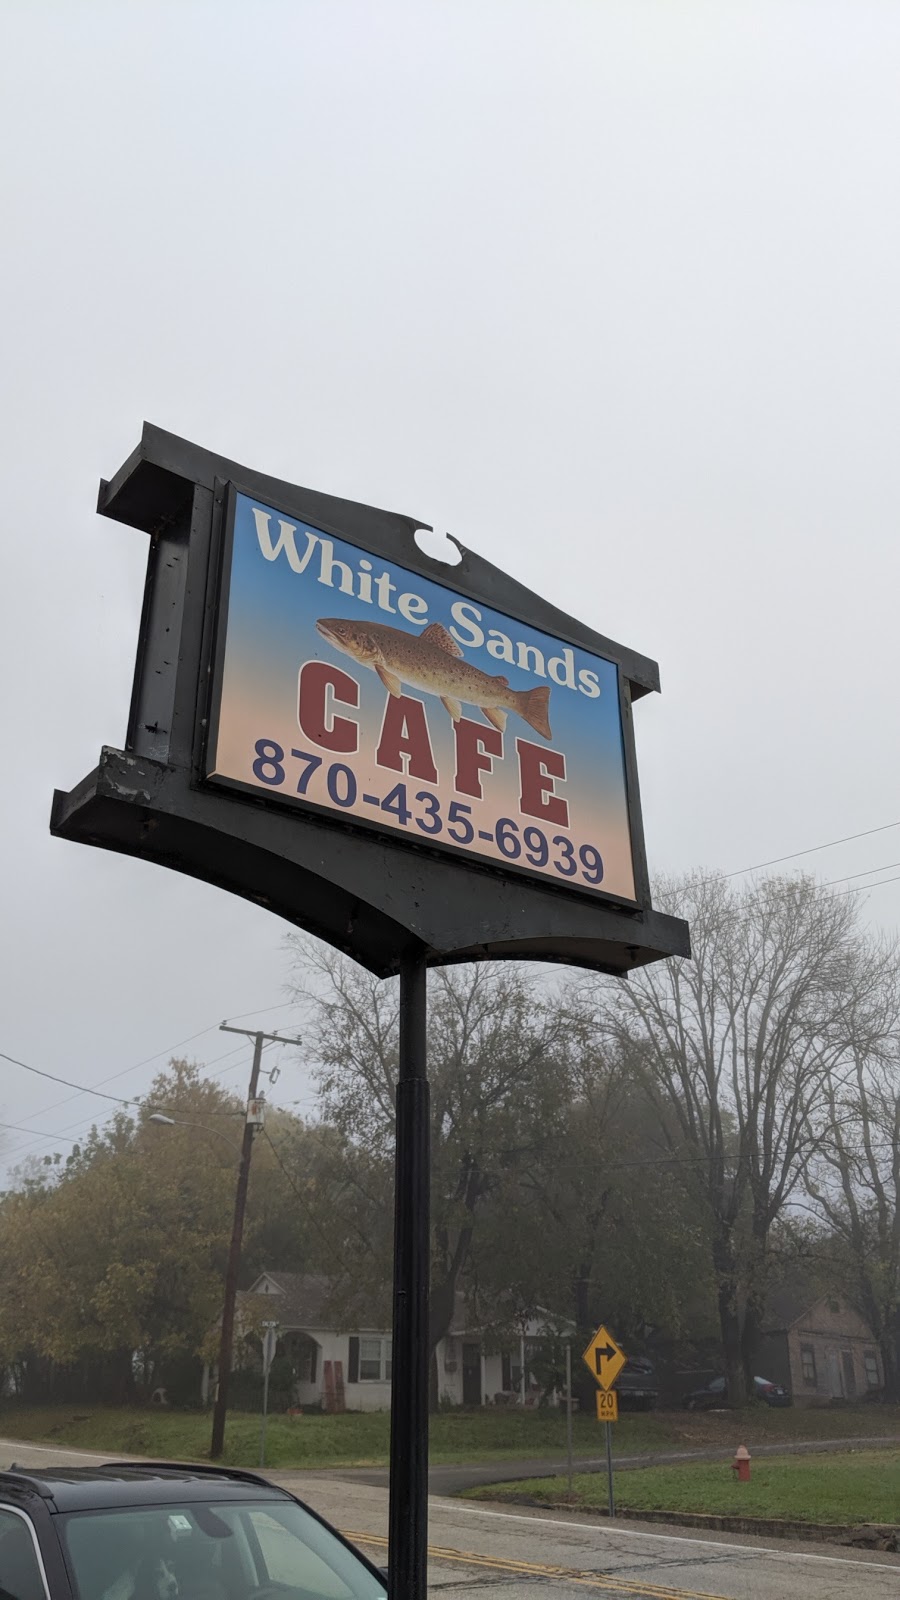 White Sands
CAFE
870-435-6939
20
M.P.H.